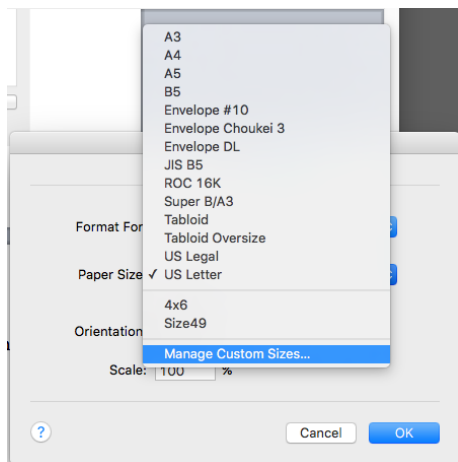 A3
A4
A5
B5
Envelope #10
Envelope Choukei 3
Envelope DL
JIS B5
ROC 16K
Super B/A3
Tabloid
Format For
Tabloid Oversize
US Legal
Paper Size ✓ US Letter
4x6
Size49
Orientation
Manage Custom Sizes...
Scale: 100 %
? Cancel OK